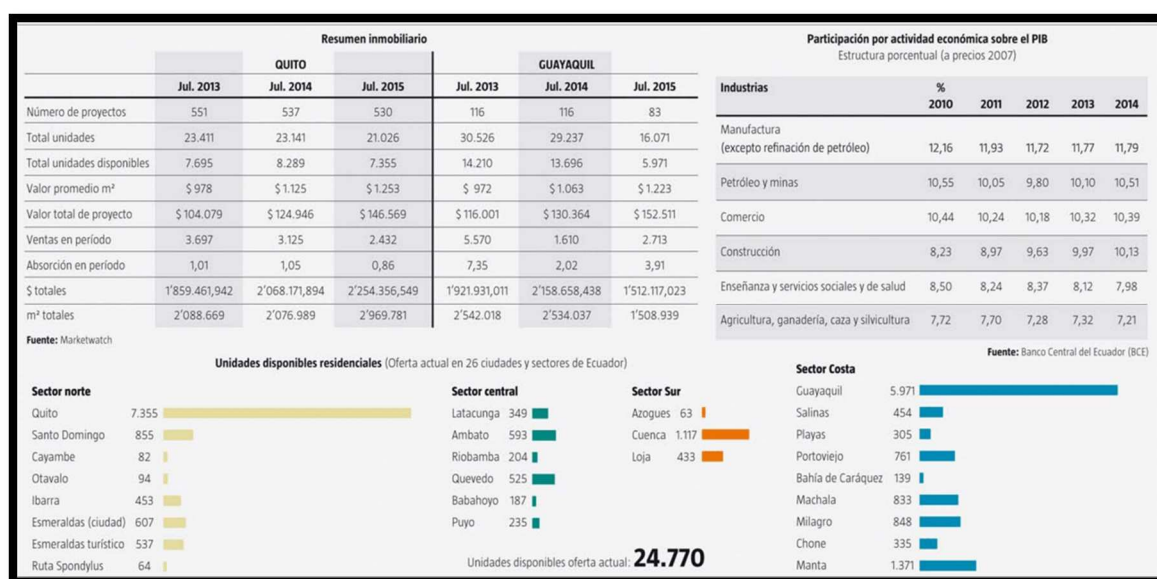 Resumen inmobiliario
QUITO GUAYAQUIL
Jul. 2013 Jul. 2014 Jul. 2015 Jul. 2013 Jul. 2014 Jul. 2015
Número de proyectos 551 537 530 116 116 83
Total unidades 23.411 23.141 21.026 30.526 29.237 16.071
Total unidades disponibles 7.695 8.289 7.355 14.210 13.696 5.971
Valor promedio m² $ 978 $ 1.125 $ 1.253 $ 972 $ 1.063 $ 1.223
Valor total de proyecto $ 104.079 $ 124.946 $ 146.569 $ 116.001 $ 130.364 $ 152.511
Ventas en período 3.697 3.125 2.432 5.570 1.610 2.713
Absorción en período 1,01 1,05 0,86 7,35 2,02 3,91
$ totales 1'859.461,942 2'068.171,894 2'254.356,549 1'921.931,011 2'158.658,438 1'512.117,023
m² totales 2'088.669 2'076.989 2'969.781 2'542.018 2'534.037 1'508.939
Fuente: Marketwatch
Participación por actividad económica sobre el PIB
Estructura porcentual (a precios 2007)
Industrias %
2010 2011 2012 2013 2014
Manufactura
(excepto refinación de petróleo) 12,16 11,93 11,72 11,77 11,79
Petróleo y minas 10,55 10,05 9,80 10,10 10,51
Comercio 10,44 10,24 10,18 10,32 10,39
Construcción 8,23 8,97 9,63 9,97 10,13
Enseñanza y servicios sociales y de salud 8,50 8,24 8,37 8,12 7,98
Agricultura, ganadería, caza y silvicultura 7,72 7,70 7,28 7,32 7,21
Fuente: Banco Central del Ecuador (BCE)
Unidades disponibles residenciales (Oferta actual en 26 ciudades y sectores de Ecuador)
Sector norte
Quito 7.355
Santo Domingo 855
Cayambe 82
Otavalo 94
Ibarra 453
Esmeraldas (ciudad) 607
Esmeraldas turístico 537
Ruta Spondylus 64
Sector central
Latacunga 349
Ambato 593
Riobamba 204
Quevedo 525
Babahoyo 187
Puyo 235
Sector Sur
Azogues 63
Cuenca 1.117
Loja 433
Sector Costa
Guayaquil 5.971
Salinas 454
Playas 305
Portoviejo 761
Bahía de Caráquez 139
Machala 833
Milagro 848
Chone 335
Manta 1.371
Unidades disponibles oferta actual: 24.770